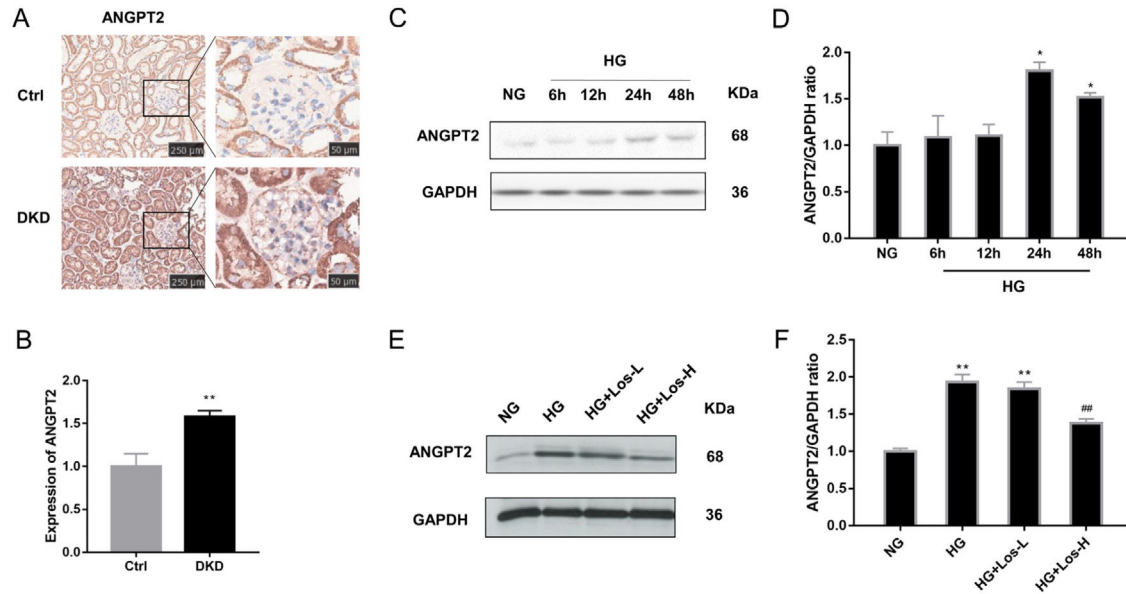 A
ANGPT2
Ctrl
250 µm
50 µm
DKD
250 µm
50 µm
B
Expression of ANGPT2
2.0
1.5
1.0
0.5
0.0
**
Ctrl
DKD
C
HG
NG 6h 12h 24h 48h KDa
ANGPT2 68
GAPDH 36
D
ANGPT2/GAPDH ratio
2.0
1.5
1.0
0.5
0.0
*
*
NG 6h 12h 24h 48h
HG
E
NG HG HG+Los-L HG+Los-H KDa
ANGPT2 68
GAPDH 36
F
ANGPT2/GAPDH ratio
2.5
2.0
1.5
1.0
0.5
0.0
**
**
##
NG
HG
HG+Los-L
HG+Los-H